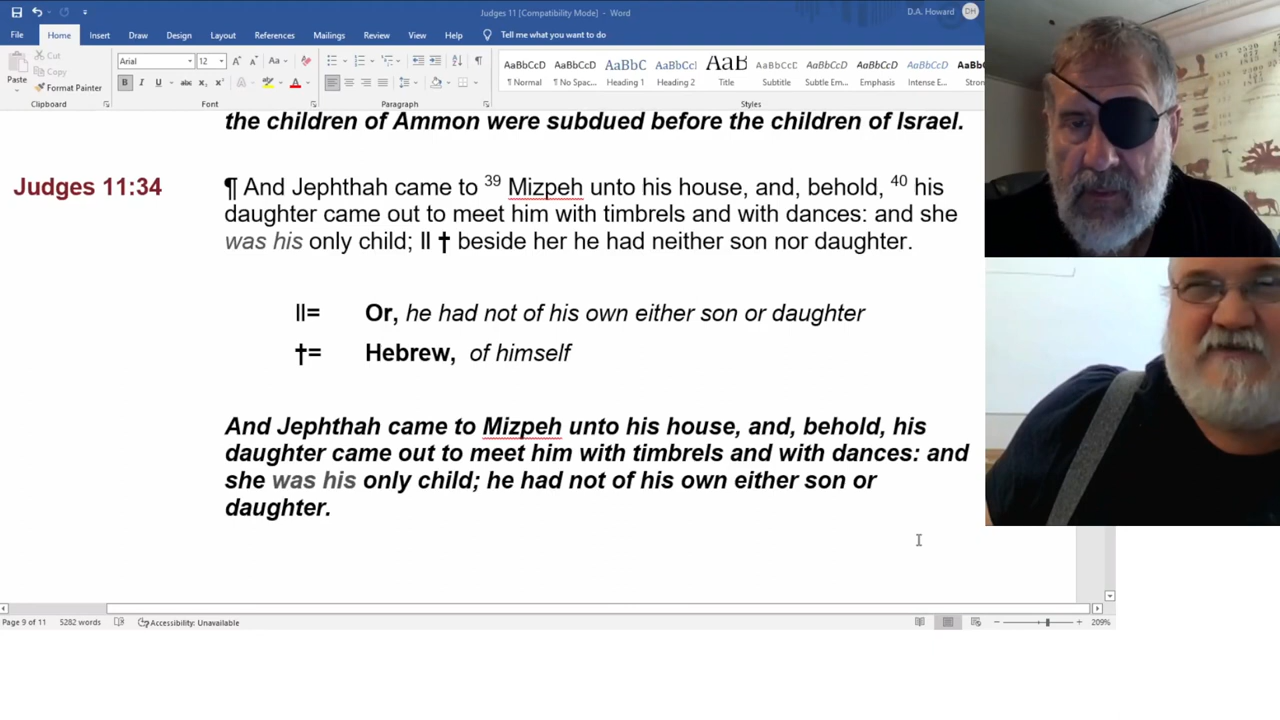 Judges 11 [Compatibility Mode] - Word
D.A. Howard
DH
File Home Insert Draw Design Layout References Mailings Review View Help Tell me what you want to do
Paste
Cut
Copy
Format Painter
Clipboard
Arial 12
Font
Paragraph
AaBbCcD AaBbCcD AaBbC AaBbCcI AaBbC AaBbCcD AaBbCcD AaBbCcD AaBbCcD AaBbCc
¶ Normal ¶ No Spac... Heading 1 Heading 2 Title Subtitle Subtle Em... Emphasis Intense E... Stron
Styles
the children of Ammon were subdued before the children of Israel.
Judges 11:34 ¶ And Jephthah came to 39 Mizpeh unto his house, and, behold, 40 his
daughter came out to meet him with timbrels and with dances: and she
was his only child; ll † beside her he had neither son nor daughter.
ll= Or, he had not of his own either son or daughter
†= Hebrew, of himself
And Jephthah came to Mizpeh unto his house, and, behold, his
daughter came out to meet him with timbrels and with dances: and
she was his only child; he had not of his own either son or
daughter.
Page 9 of 11 5282 words Accessibility: Unavailable 209%